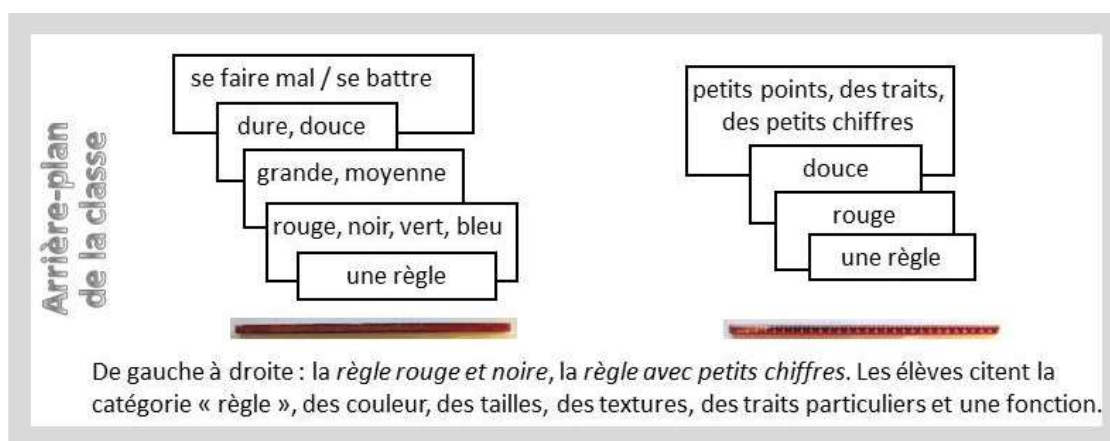 Arrière-plan
de la classe
se faire mal / se battre
dure, douce
grande, moyenne
rouge, noir, vert, bleu
une règle
petits points, des traits,
des petits chiffres
douce
rouge
une règle
De gauche à droite : la règle rouge et noire, la règle avec petits chiffres. Les élèves citent la
catégorie « règle », des couleur, des tailles, des textures, des traits particuliers et une fonction.